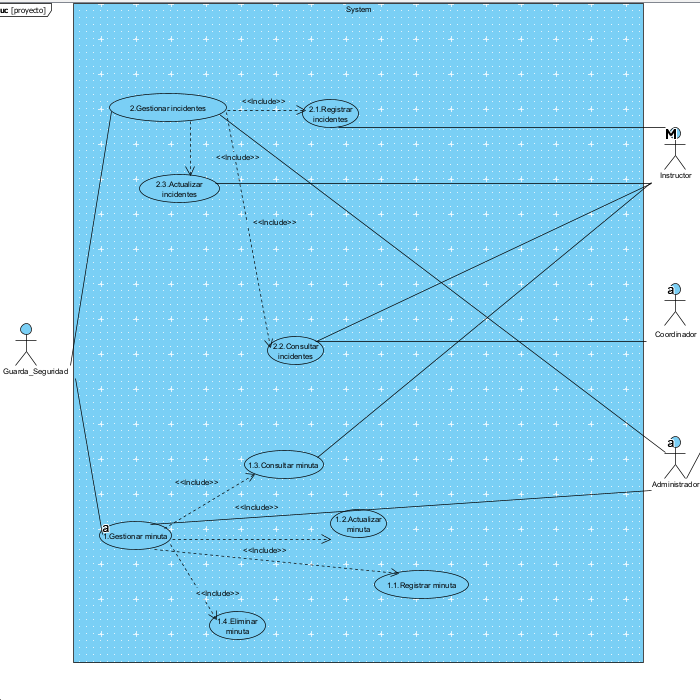 uc [proyecto]
System
2.Gestionar incidentes
<<Include>>
2.1.Registrar
incidentes
M
Instructor
<<Include>>
2.3.Actualizar
incidentes
<<Include>>
a
Coordinador
Guarda_Seguridad
2.2.Consultar
incidentes
a
Administrador
1.3.Consultar minuta
<<Include>>
<<Include>>
1.2.Actualizar
minuta
a
1.Gestionar minuta
<<Include>>
1.1.Registrar minuta
<<Include>>
1.4.Eliminar
minuta